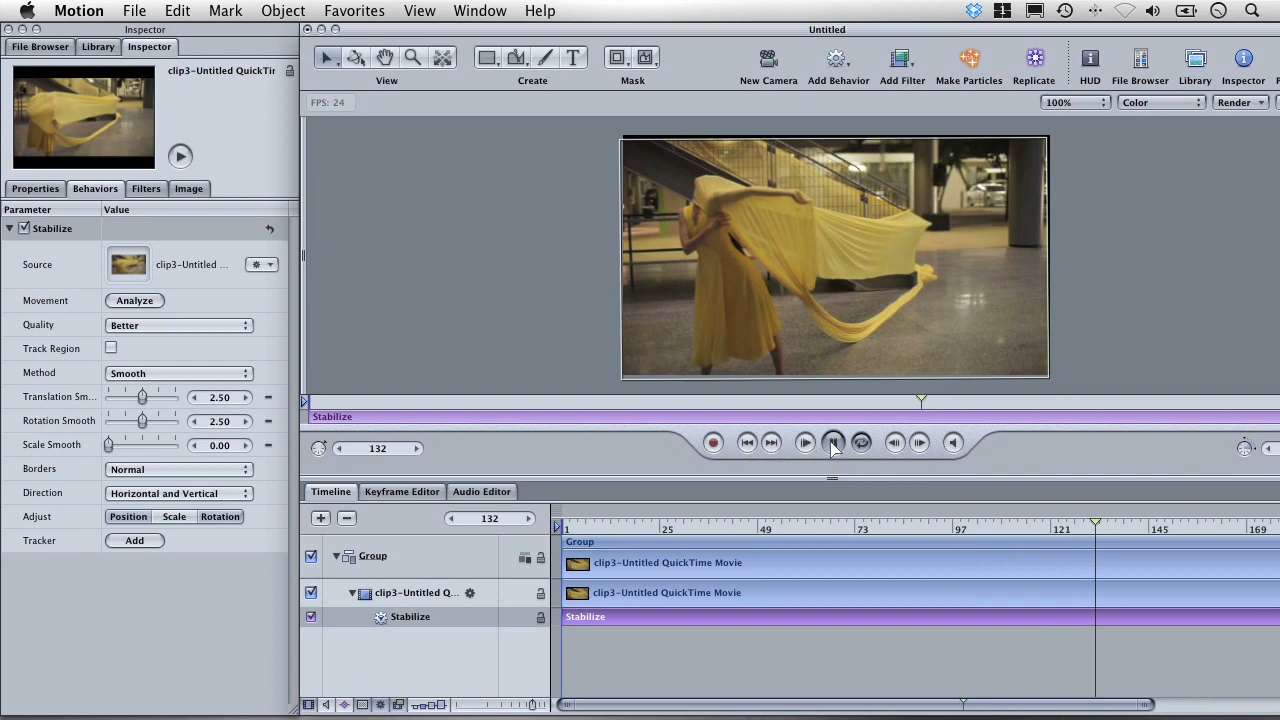 Motion File Edit Mark Object Favorites View Window Help
Inspector
Untitled
File Browser Library Inspector
clip3-Untitled QuickTir
View Create Mask New Camera Add Behavior Add Filter Make Particles Replicate HUD File Browser Library Inspector
FPS: 24
100% Color Render
Properties Behaviors Filters Image
Parameter Value
Stabilize
Source clip3-Untitled ...
Movement Analyze
Quality Better
Track Region
Method Smooth
Translation Sm... 2.50
Rotation Smooth 2.50
Scale Smooth 0.00
Borders Normal
Direction Horizontal and Vertical
Adjust Position Scale Rotation
Tracker Add
Stabilize
132
Timeline Keyframe Editor Audio Editor
132
1 25 49 73 97 121 145 169
Group
Group
clip3-Untitled QuickTime Movie
clip3-Untitled Q... clip3-Untitled QuickTime Movie
Stabilize Stabilize